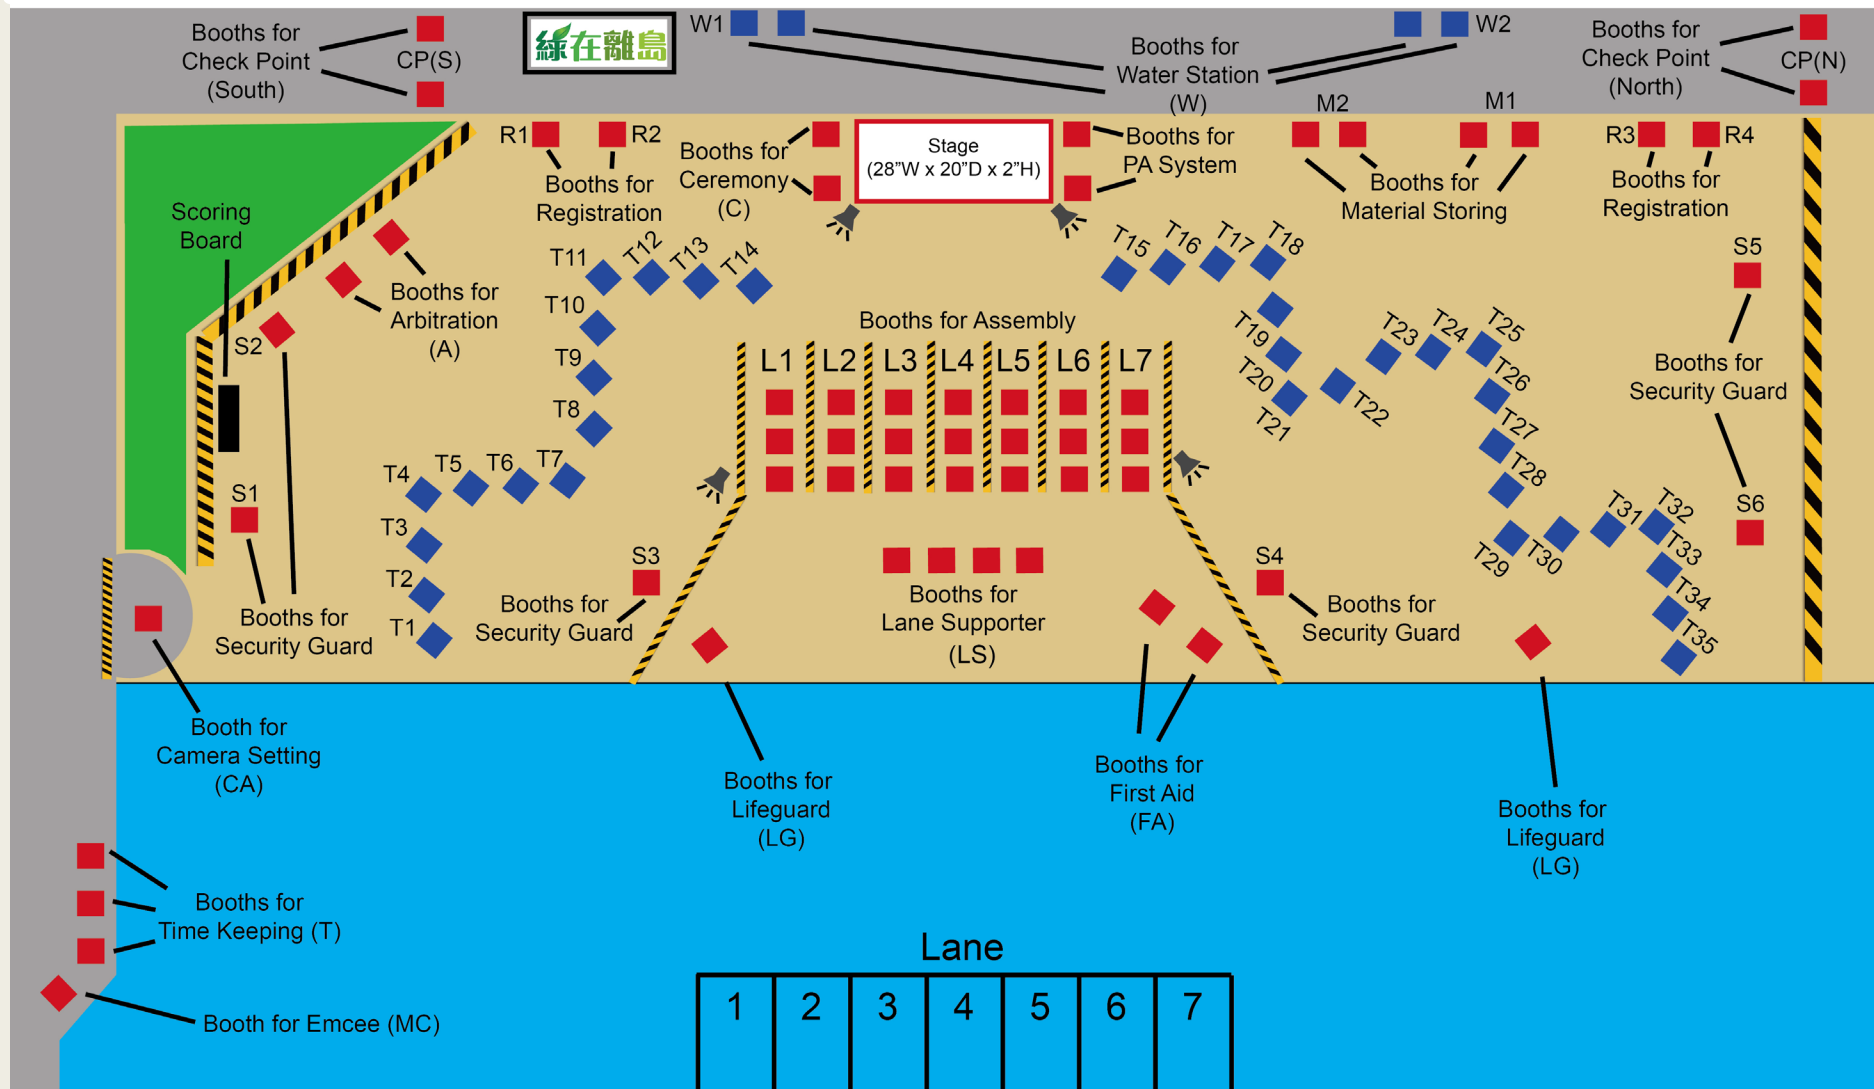 Booths for
Check Point
(South)
CP(S)
綠在離島
W1
W2
Booths for
Water Station
(W)
Booths for
Check Point
(North)
CP(N)
M2
M1
R1
R2
Booths for
Registration
Booths for
Ceremony
(C)
Stage
(28”W x 20”D x 2”H)
Booths for
PA System
Booths for
Material Storing
R3
R4
Booths for
Registration
Scoring
Board
Booths for
Arbitration
(A)
S2
S1
Booths for
Security Guard
T11
T12
T13
T14
T10
T9
T8
T4
T5
T6
T7
T3
T2
T1
T15
T16
T17
T18
T19
T20
T21
T22
T23
T24
T25
T26
T27
T28
T29
T30
T31
T32
T33
T34
T35
Booths for Assembly
L1
L2
L3
L4
L5
L6
L7
S5
Booths for
Security Guard
S6
S3
Booths for
Security Guard
Booths for
Lane Supporter
(LS)
S4
Booths for
Security Guard
Booth for
Camera Setting
(CA)
Booths for
Lifeguard
(LG)
Booths for
First Aid
(FA)
Booths for
Lifeguard
(LG)
Booths for
Time Keeping (T)
Booth for Emcee (MC)
Lane
1 2 3 4 5 6 7